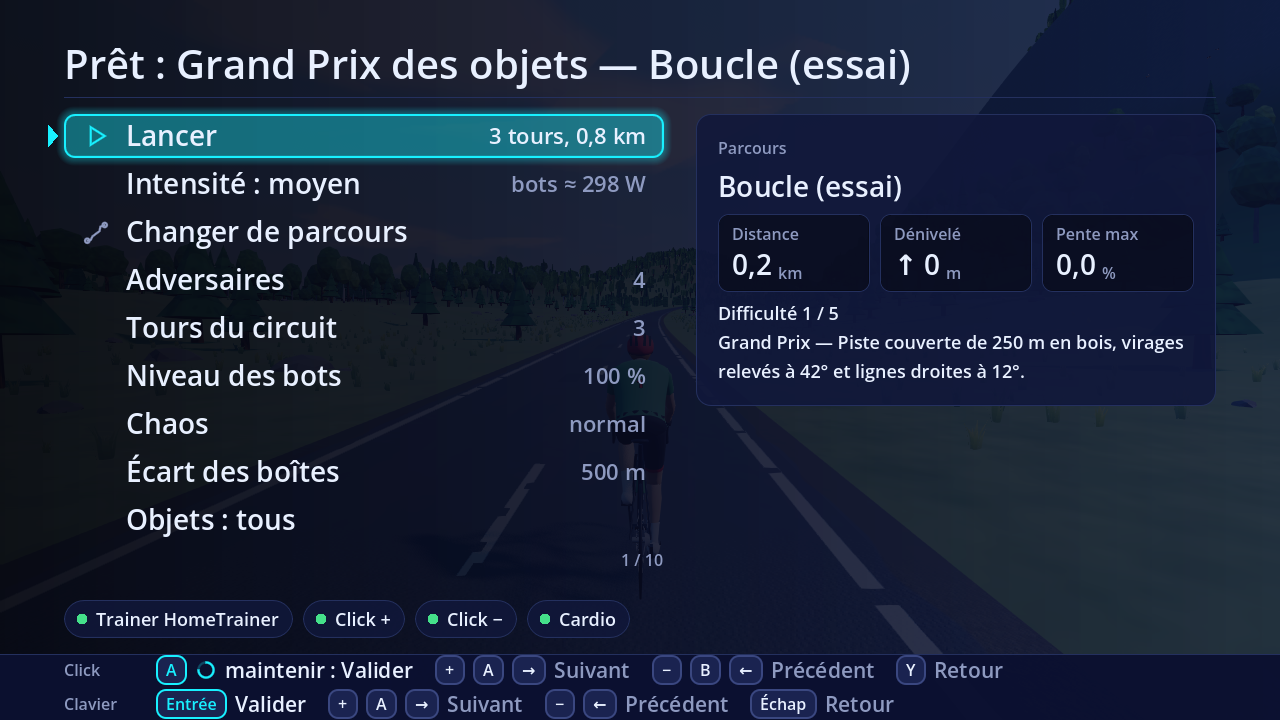 Prêt : Grand Prix des objets — Boucle (essai)
Lancer 3 tours, 0,8 km
Intensité : moyen bots ≈ 298 W
Changer de parcours
Adversaires 4
Tours du circuit 3
Niveau des bots 100 %
Chaos normal
Écart des boîtes 500 m
Objets : tous
1 / 10
Parcours
Boucle (essai)
Distance Dénivelé Pente max
0,2 km ↑ 0 m 0,0 %
Difficulté 1 / 5
Grand Prix — Piste couverte de 250 m en bois, virages
relevés à 42° et lignes droites à 12°.
Trainer HomeTrainer Click + Click − Cardio
Click A maintenir : Valider + A → Suivant − B ← Précédent Y Retour
Clavier Entrée Valider + A → Suivant − ← Précédent Échap Retour